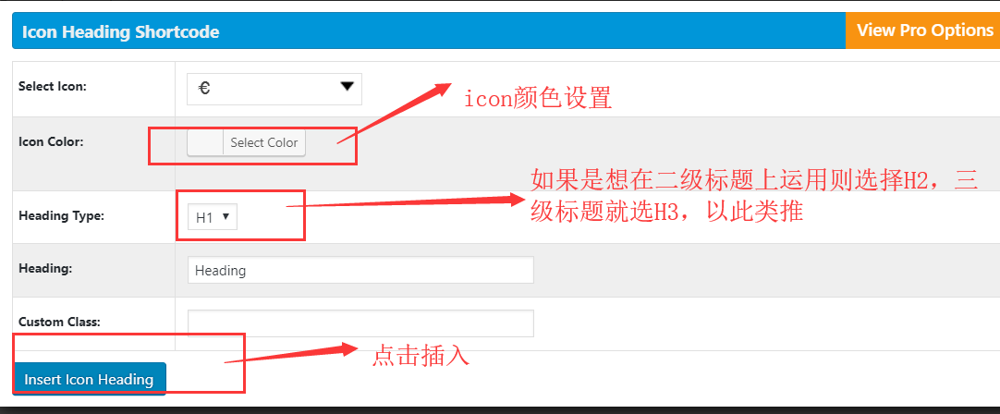 Icon Heading Shortcode
View Pro Options
Select Icon:
€
icon颜色设置
Icon Color:
Select Color
如果是想在二级标题上运用则选择H2，三
级标题就选H3，以此类推
Heading Type:
H1
Heading:
Heading
Custom Class:
点击插入
Insert Icon Heading